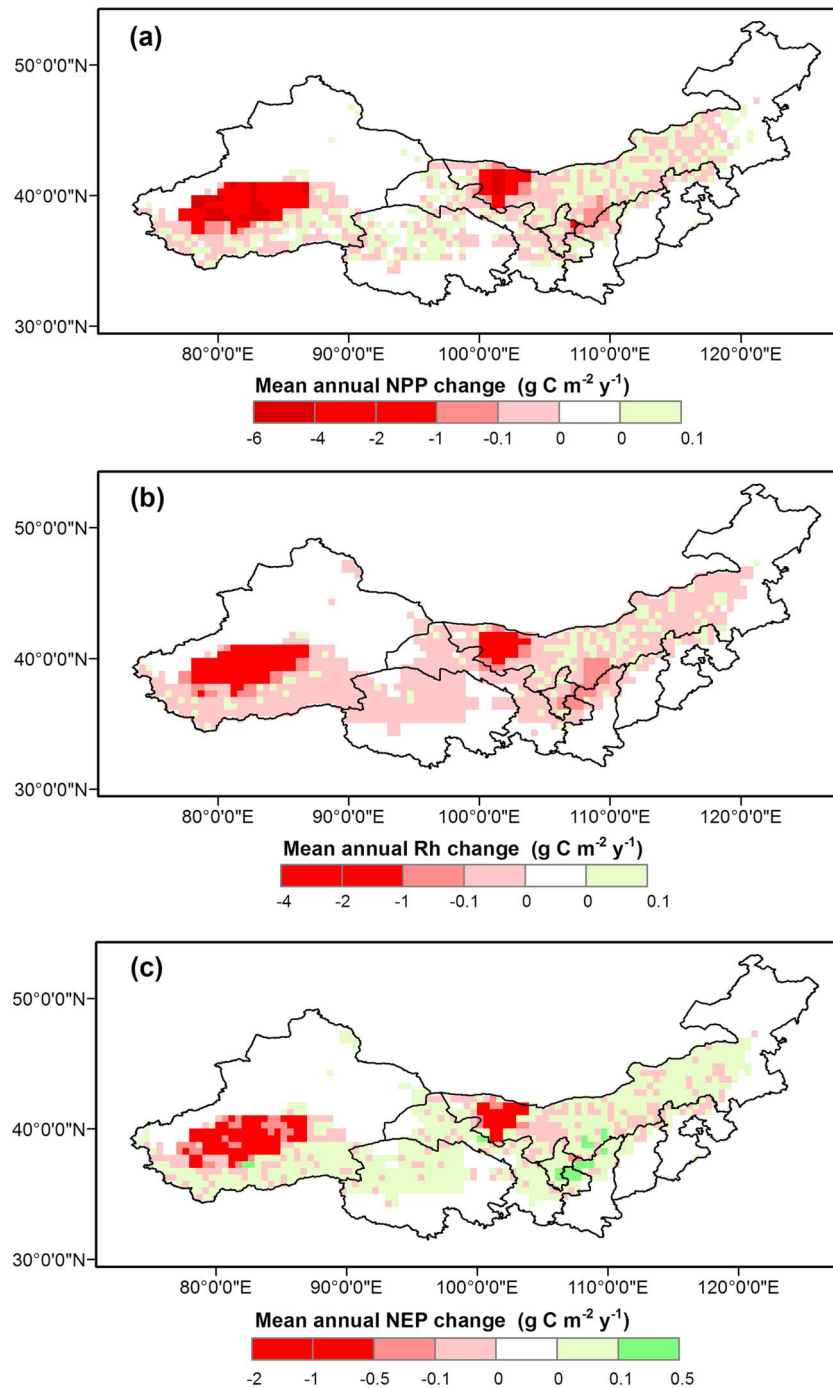 (a)
50°0'0"N
40°0'0"N
30°0'0"N
80°0'0"E 90°0'0"E 100°0'0"E 110°0'0"E 120°0'0"E
Mean annual NPP change (g C m⁻² y⁻¹)
-6 -4 -2 -1 -0.1 0 0 0.1
(b)
50°0'0"N
40°0'0"N
30°0'0"N
80°0'0"E 90°0'0"E 100°0'0"E 110°0'0"E 120°0'0"E
Mean annual Rh change (g C m⁻² y⁻¹)
-4 -2 -1 -0.1 0 0 0.1
(c)
50°0'0"N
40°0'0"N
30°0'0"N
80°0'0"E 90°0'0"E 100°0'0"E 110°0'0"E 120°0'0"E
Mean annual NEP change (g C m⁻² y⁻¹)
-2 -1 -0.5 -0.1 0 0 0.1 0.5